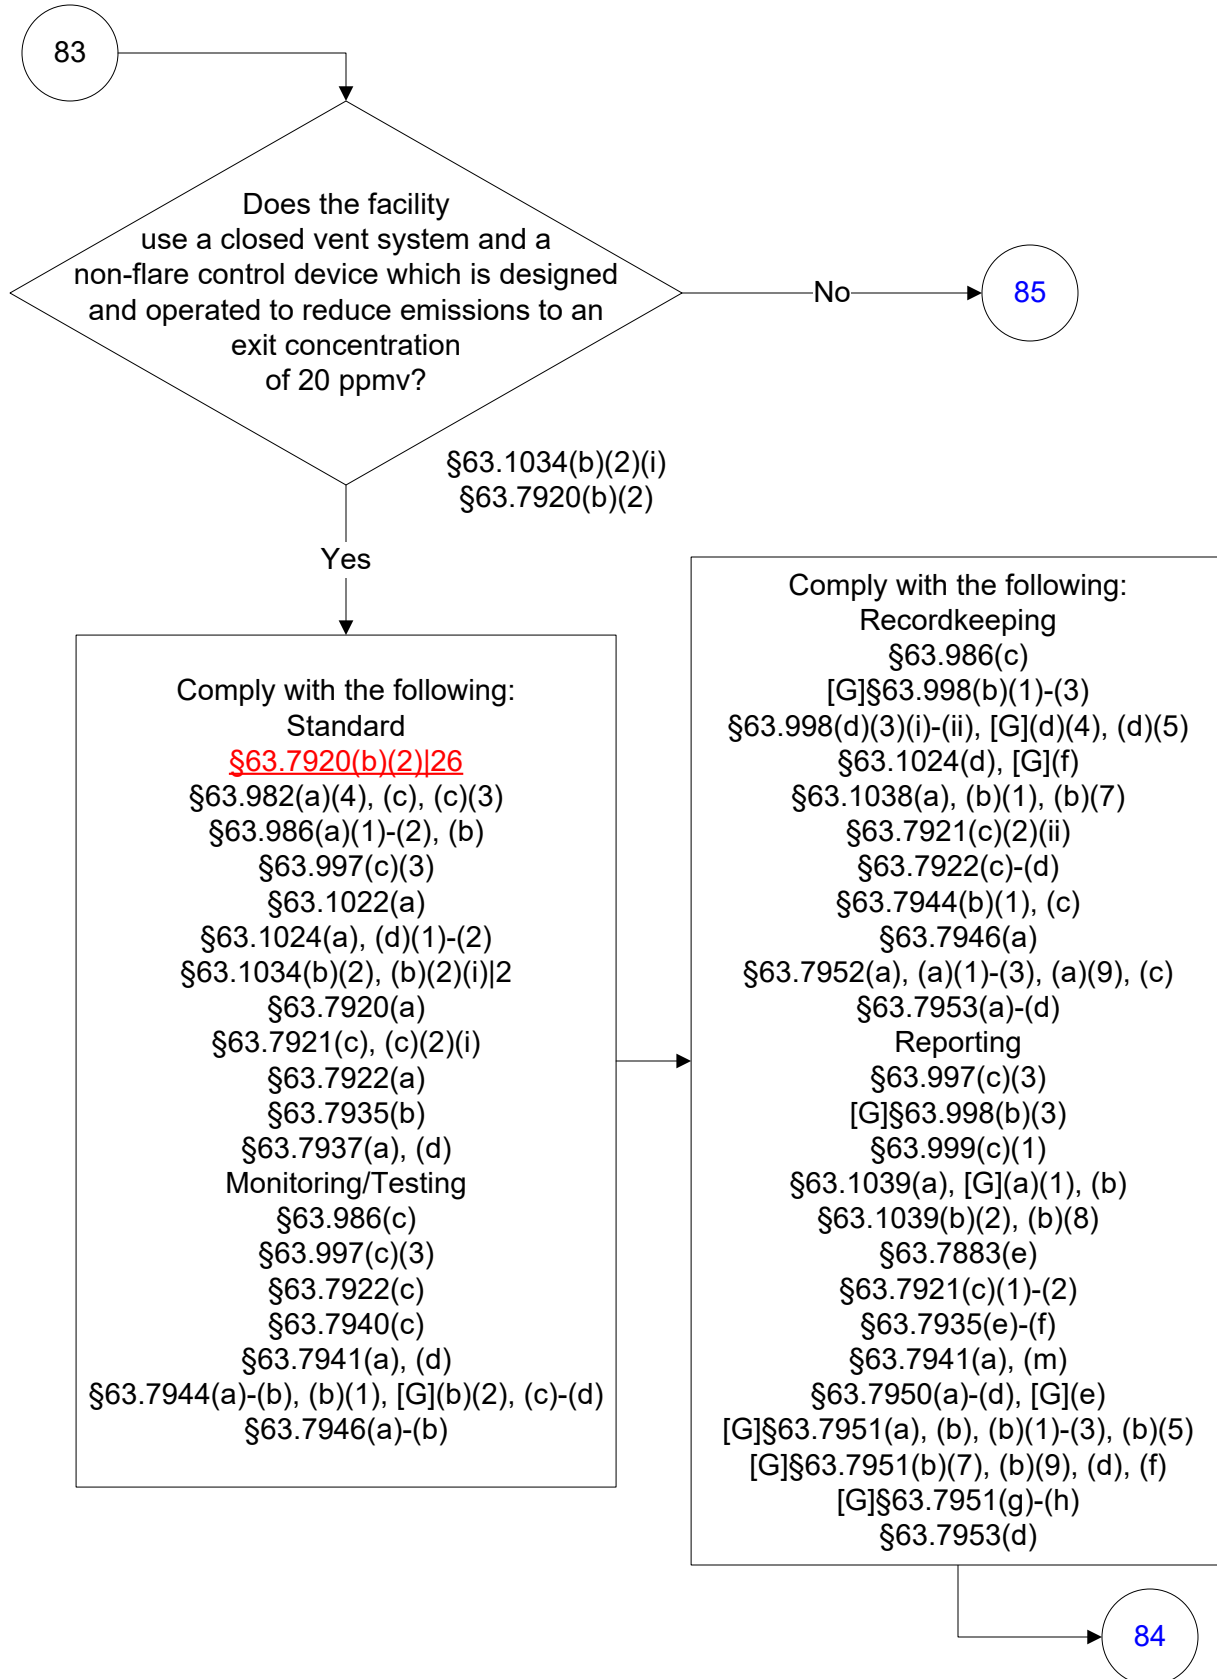 83
Does the facility
use a closed vent system and a
non-flare control device which is designed
and operated to reduce emissions to an
exit concentration
of 20 ppmv?
No
85
§63.1034(b)(2)(i)
§63.7920(b)(2)
Yes
Comply with the following:
Standard
§63.7920(b)(2)|26
§63.982(a)(4), (c), (c)(3)
§63.986(a)(1)-(2), (b)
§63.997(c)(3)
§63.1022(a)
§63.1024(a), (d)(1)-(2)
§63.1034(b)(2), (b)(2)(i)|2
§63.7920(a)
§63.7921(c), (c)(2)(i)
§63.7922(a)
§63.7935(b)
§63.7937(a), (d)
Monitoring/Testing
§63.986(c)
§63.997(c)(3)
§63.7922(c)
§63.7940(c)
§63.7941(a), (d)
§63.7944(a)-(b), (b)(1), [G](b)(2), (c)-(d)
§63.7946(a)-(b)
Comply with the following:
Recordkeeping
§63.986(c)
[G]§63.998(b)(1)-(3)
§63.998(d)(3)(i)-(ii), [G](d)(4), (d)(5)
§63.1024(d), [G](f)
§63.1038(a), (b)(1), (b)(7)
§63.7921(c)(2)(ii)
§63.7922(c)-(d)
§63.7944(b)(1), (c)
§63.7946(a)
§63.7952(a), (a)(1)-(3), (a)(9), (c)
§63.7953(a)-(d)
Reporting
§63.997(c)(3)
[G]§63.998(b)(3)
§63.999(c)(1)
§63.1039(a), [G](a)(1), (b)
§63.1039(b)(2), (b)(8)
§63.7883(e)
§63.7921(c)(1)-(2)
§63.7935(e)-(f)
§63.7941(a), (m)
§63.7950(a)-(d), [G](e)
[G]§63.7951(a), (b), (b)(1)-(3), (b)(5)
[G]§63.7951(b)(7), (b)(9), (d), (f)
[G]§63.7951(g)-(h)
§63.7953(d)
84